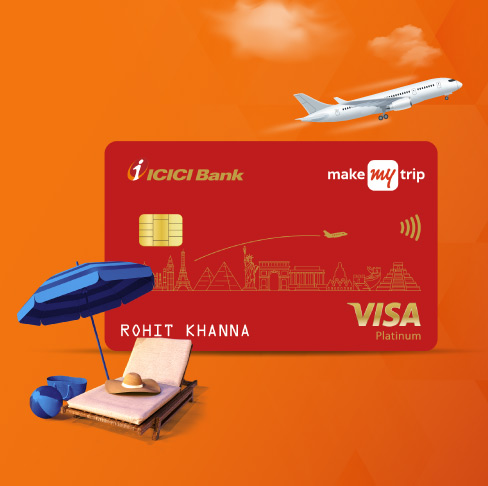 ICICI Bank
make my trip
VISA
Platinum
ROHIT KHANNA